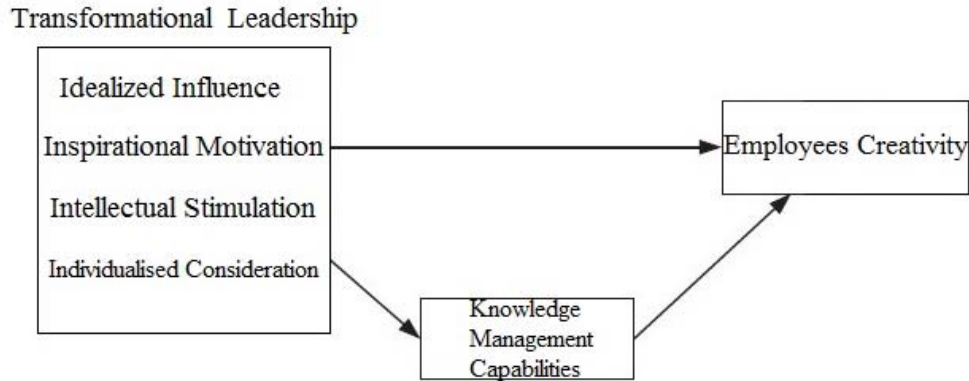 Transformational Leadership
Idealized Influence
Inspirational Motivation
Intellectual Stimulation
Individualised Consideration
Employees Creativity
Knowledge
Management
Capabilities